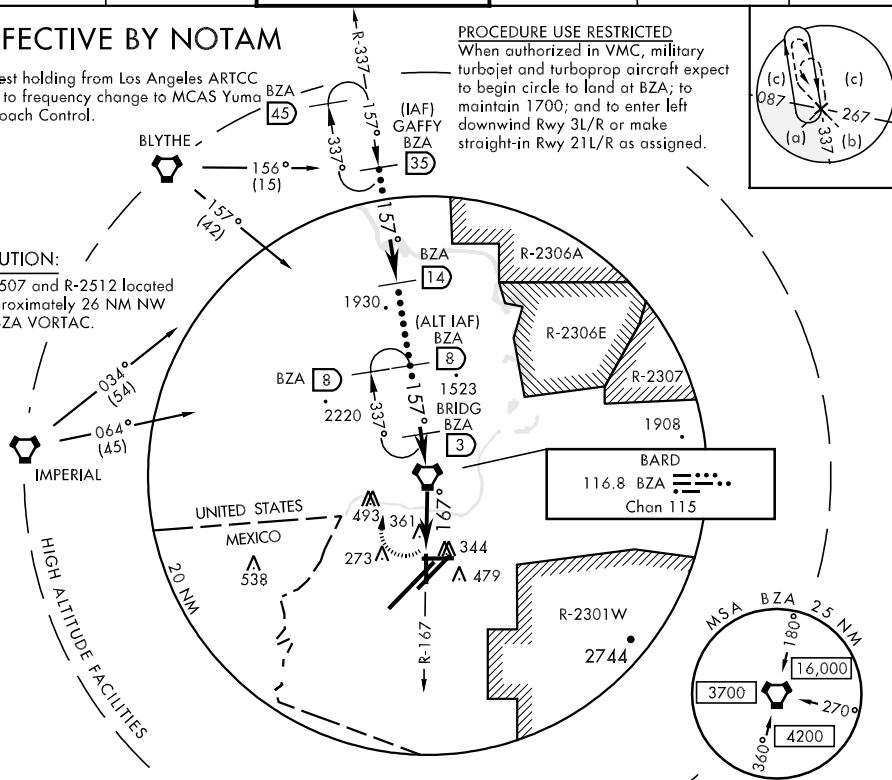 FECTIVE BY NOTAM
est holding from Los Angeles ARTCC
to frequency change to MCAS Yuma
oach Control.
PROCEDURE USE RESTRICTED
When authorized in VMC, military
turbojet and turboprop aircraft expect
to begin circle to land at BZA; to
maintain 1700; and to enter left
downwind Rwy 3L/R or make
straight-in Rwy 21L/R as assigned.
(c)
(c)
087
267
(a)
(b)
337
R-337
BZA
45
157°
337°
(IAF)
GAFFY
BZA
35
BLYTHE
156°
(15)
157°
(42)
157°
UTION:
507 and R-2512 located
roximately 26 NM NW
BZA VORTAC.
BZA
14
1930
R-2306A
(ALT IAF)
BZA
8
R-2306E
R-2307
BZA 8
1523
157°
337°
2220
BRIDG
BZA
3
1908
034°
(54)
064°
(45)
IMPERIAL
BARD
116.8 BZA
Chan 115
UNITED STATES
MEXICO
493
361
167°
273
344
479
538
20 NM
HIGH ALTITUDE FACILITIES
R-167
R-2301W
2744
MSA BZA 25 NM
180°
16,000
3700
270°
4200
360°